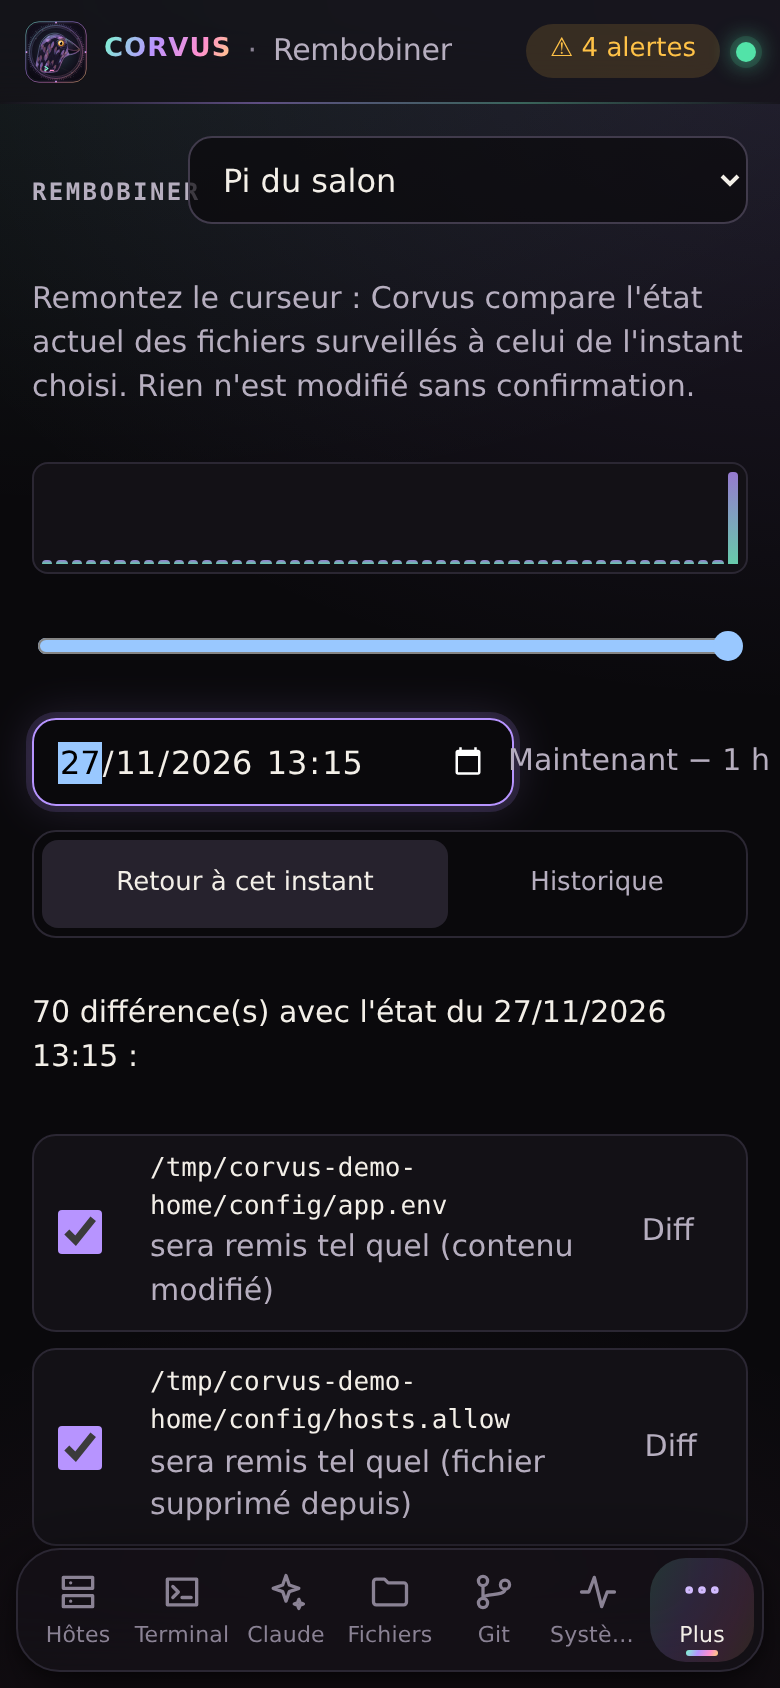 CORVUS · Rembobiner
⚠ 4 alertes
REMBOBINER
Pi du salon
Remontez le curseur : Corvus compare l'état
actuel des fichiers surveillés à celui de l'instant
choisi. Rien n'est modifié sans confirmation.
27/11/2026 13:15
Maintenant − 1 h
Retour à cet instant
Historique
70 différence(s) avec l'état du 27/11/2026
13:15 :
/tmp/corvus-demo-
home/config/app.env
sera remis tel quel (contenu
modifié)
Diff
/tmp/corvus-demo-
home/config/hosts.allow
sera remis tel quel (fichier
supprimé depuis)
Diff
Hôtes
Terminal
Claude
Fichiers
Git
Systè...
Plus